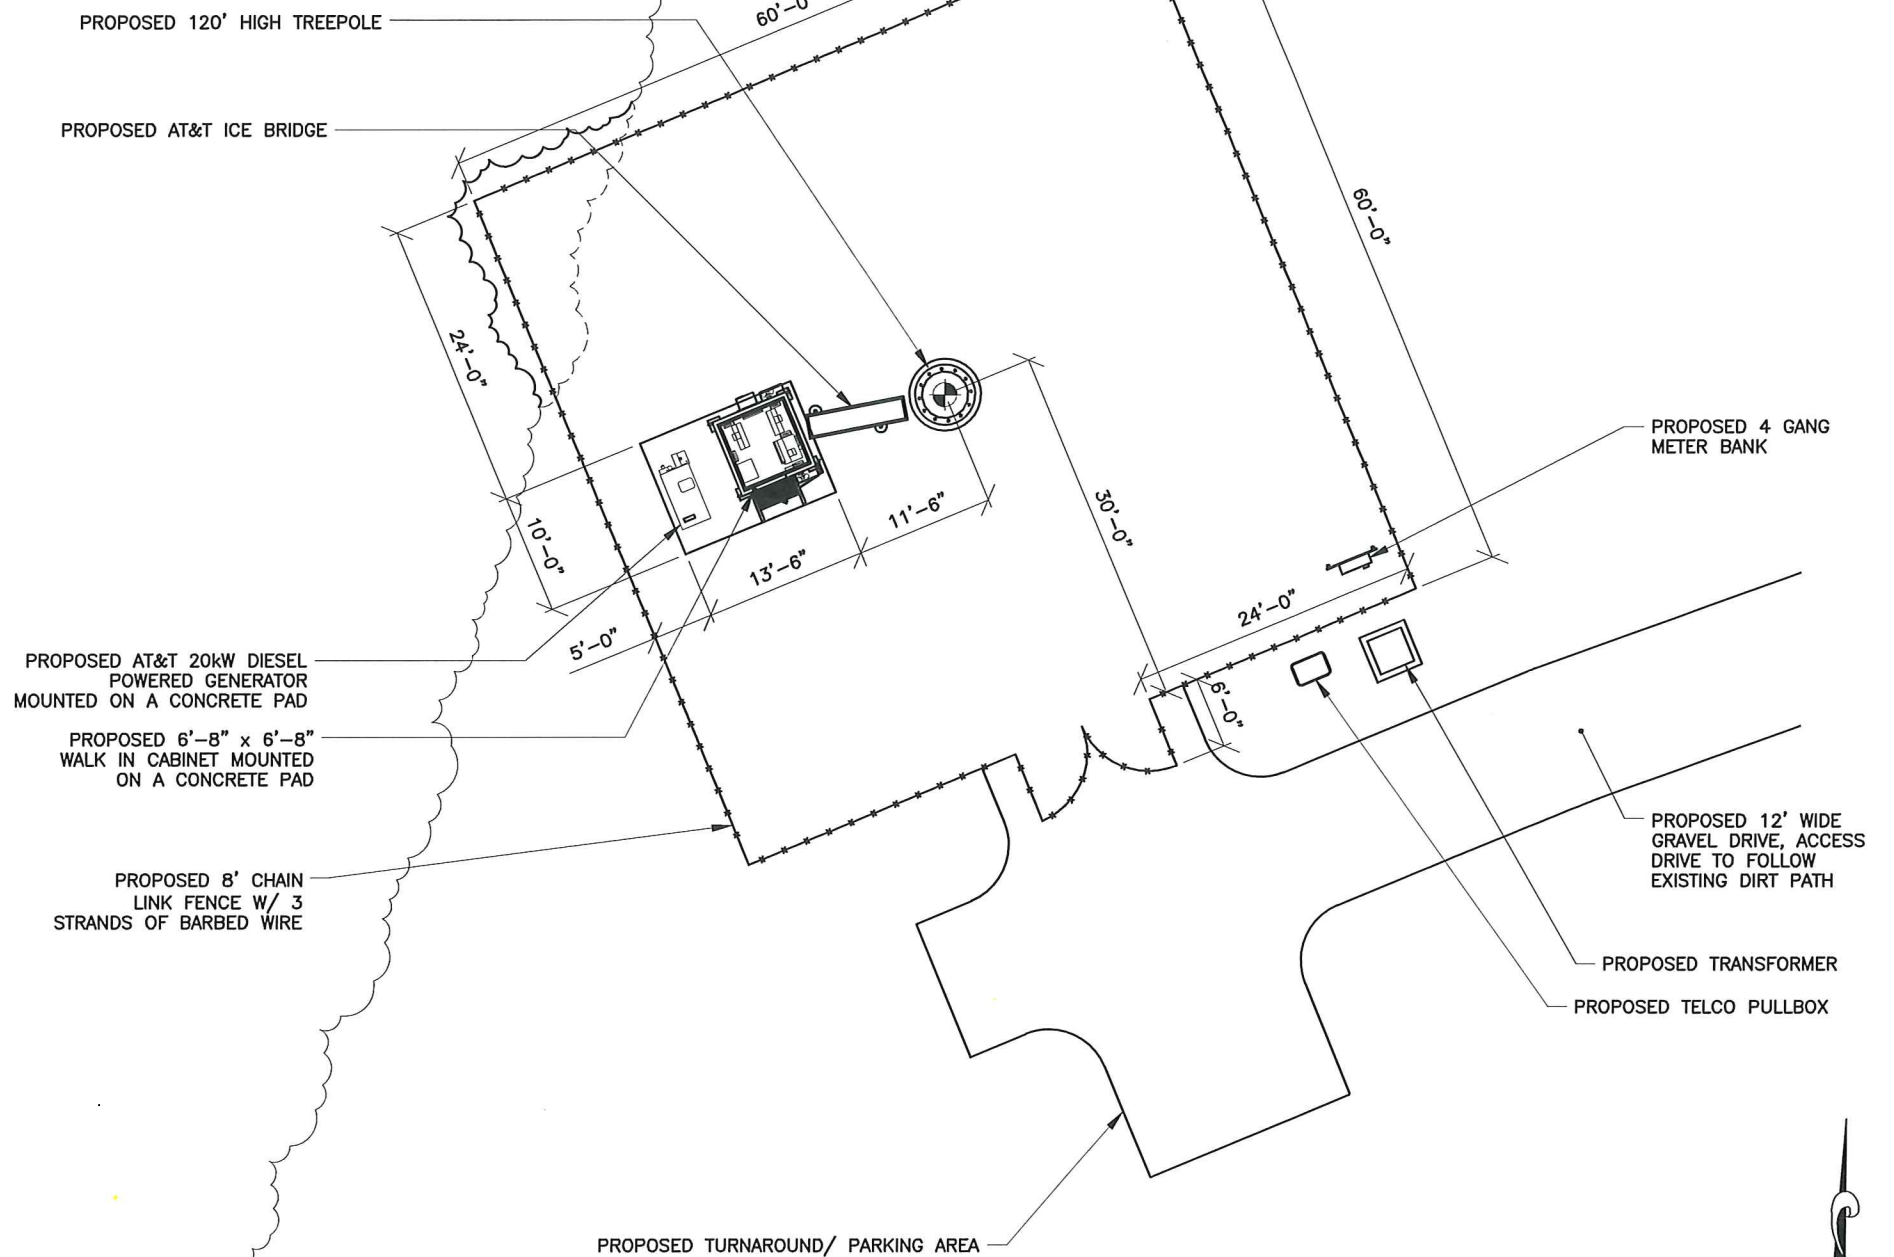 PROPOSED 120' HIGH TREEPOLE
60'-0
PROPOSED AT&T ICE BRIDGE
60'-0"
24'-0"
PROPOSED 4 GANG
METER BANK
11'-6"
30'-0"
10'-0"
13'-6"
24'-0"
5'-0"
PROPOSED AT&T 20kW DIESEL
POWERED GENERATOR
MOUNTED ON A CONCRETE PAD
6'-0"
PROPOSED 6'-8" x 6'-8"
WALK IN CABINET MOUNTED
ON A CONCRETE PAD
PROPOSED 12' WIDE
GRAVEL DRIVE, ACCESS
DRIVE TO FOLLOW
EXISTING DIRT PATH
PROPOSED 8' CHAIN
LINK FENCE W/ 3
STRANDS OF BARBED WIRE
PROPOSED TRANSFORMER
PROPOSED TELCO PULLBOX
PROPOSED TURNAROUND/ PARKING AREA